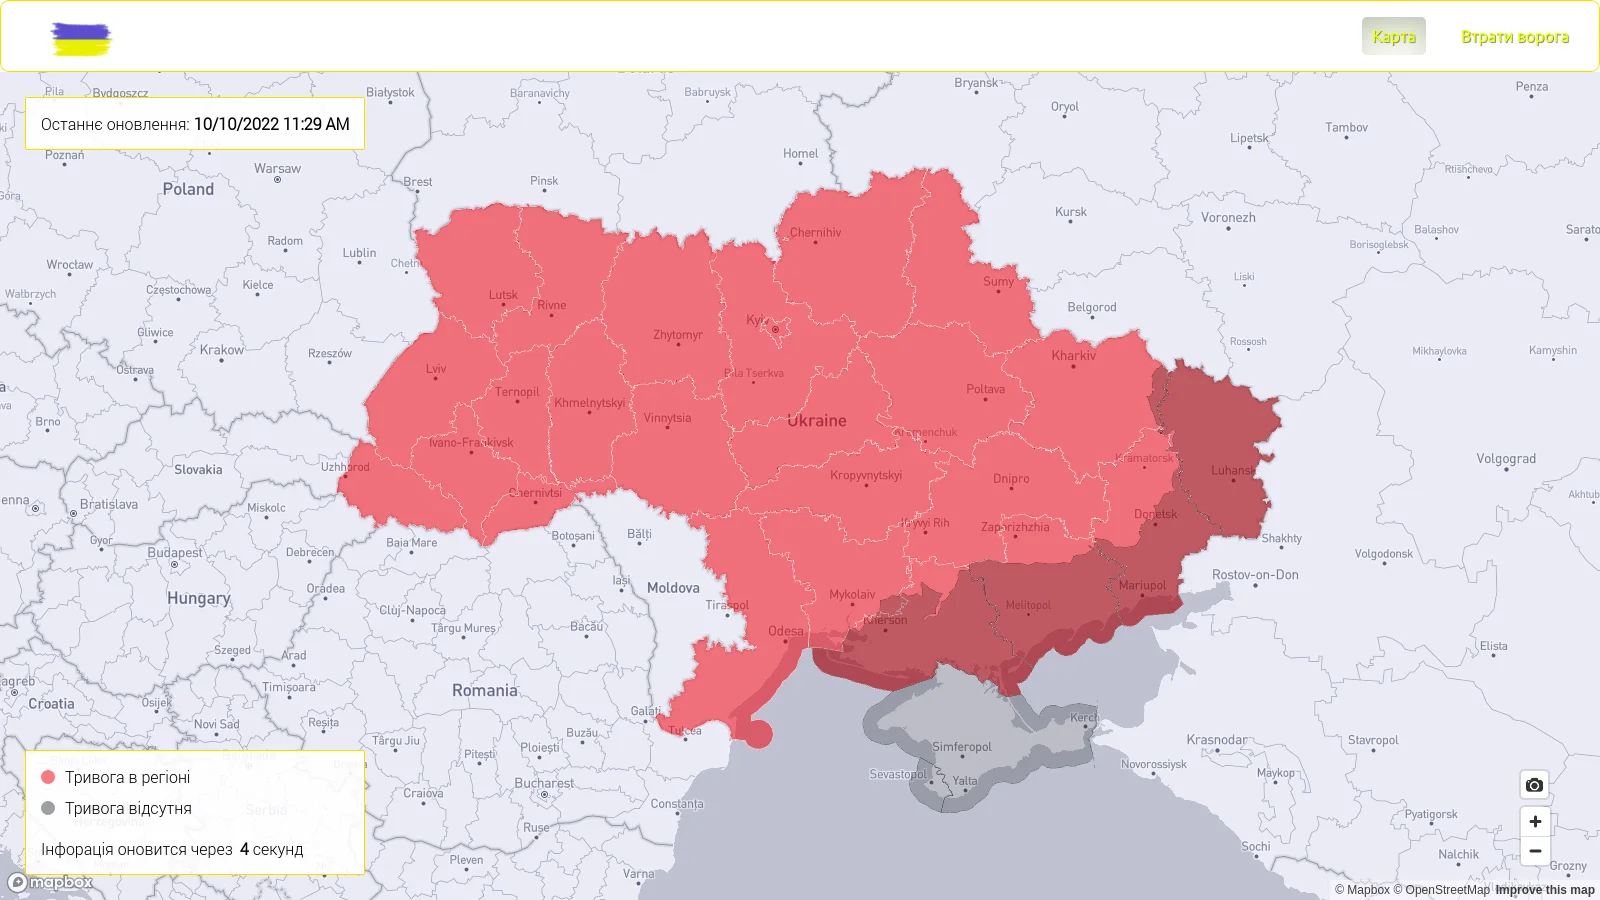 Карта
Втрати ворога
Останнє оновлення: 10/10/2022 11:29 AM
Pila
Bydgoszcz
Białystok
Baranavichy
Babruysk
Bryansk
Penza
Oryol
Tambov
Lipetsk
Poznań
Warsaw
Homel
Rtishchevo
Poland
Brest
Pinsk
Góra
Kursk
Voronezh
Chernihiv
Balashov
Sarato
Radom
Lublin
Borisoglebsk
Wrocław
Chełm
Liski
Kielce
Sumy
Częstochowa
Wałbrzych
Lutsk
Rivne
Belgorod
Kyiv
Gliwice
Zhytomyr
Rossosh
Krakow
Rzeszów
Kharkiv
Mikhaylovka
Kamyshin
Ostrava
Lviv
Bila Tserkva
Ternopil
Poltava
Khmelnytskyi
Brno
Vinnytsia
Ukraine
Kremenchuk
Ivano-Frankivsk
Kramatorsk
Volgograd
Slovakia
Uzhhorod
Luhansk
Kropyvnytskyi
Dnipro
Chernivtsi
Akhtub
enna
Bratislava
Miskolc
Donetsk
Kryvyi Rih
Zaporizhzhia
Botoșani
Bălți
Gyor
Baia Mare
Shakhty
Budapest
Debrecen
Volgodonsk
Rostov-on-Don
Iași
Moldova
Mariupol
Oradea
Hungary
Mykolaiv
Melitopol
Tiraspol
Cluj-Napoca
Kherson
Târgu Mureș
Bacău
Odesa
Elista
Szeged
Arad
agreb
Timișoara
Romania
Croatia
Osijek
Galați
Kerch
Reșița
Novi Sad
Tulcea
Buzău
Târgu Jiu
Krasnodar
Stavropol
Ploiești
Simferopol
Pitești
Novorossiysk
Sevastopol
Maykop
Yalta
Bucharest
Craiova
Constanța
Serbia
Pyatigorsk
Ruse
Sochi
Nalchik
Pleven
Grozny
Varna
Тривога в регіоні
Тривога відсутня
Інфорація оновится через 4 секунд
mapbox
© Mapbox © OpenStreetMap Improve this map